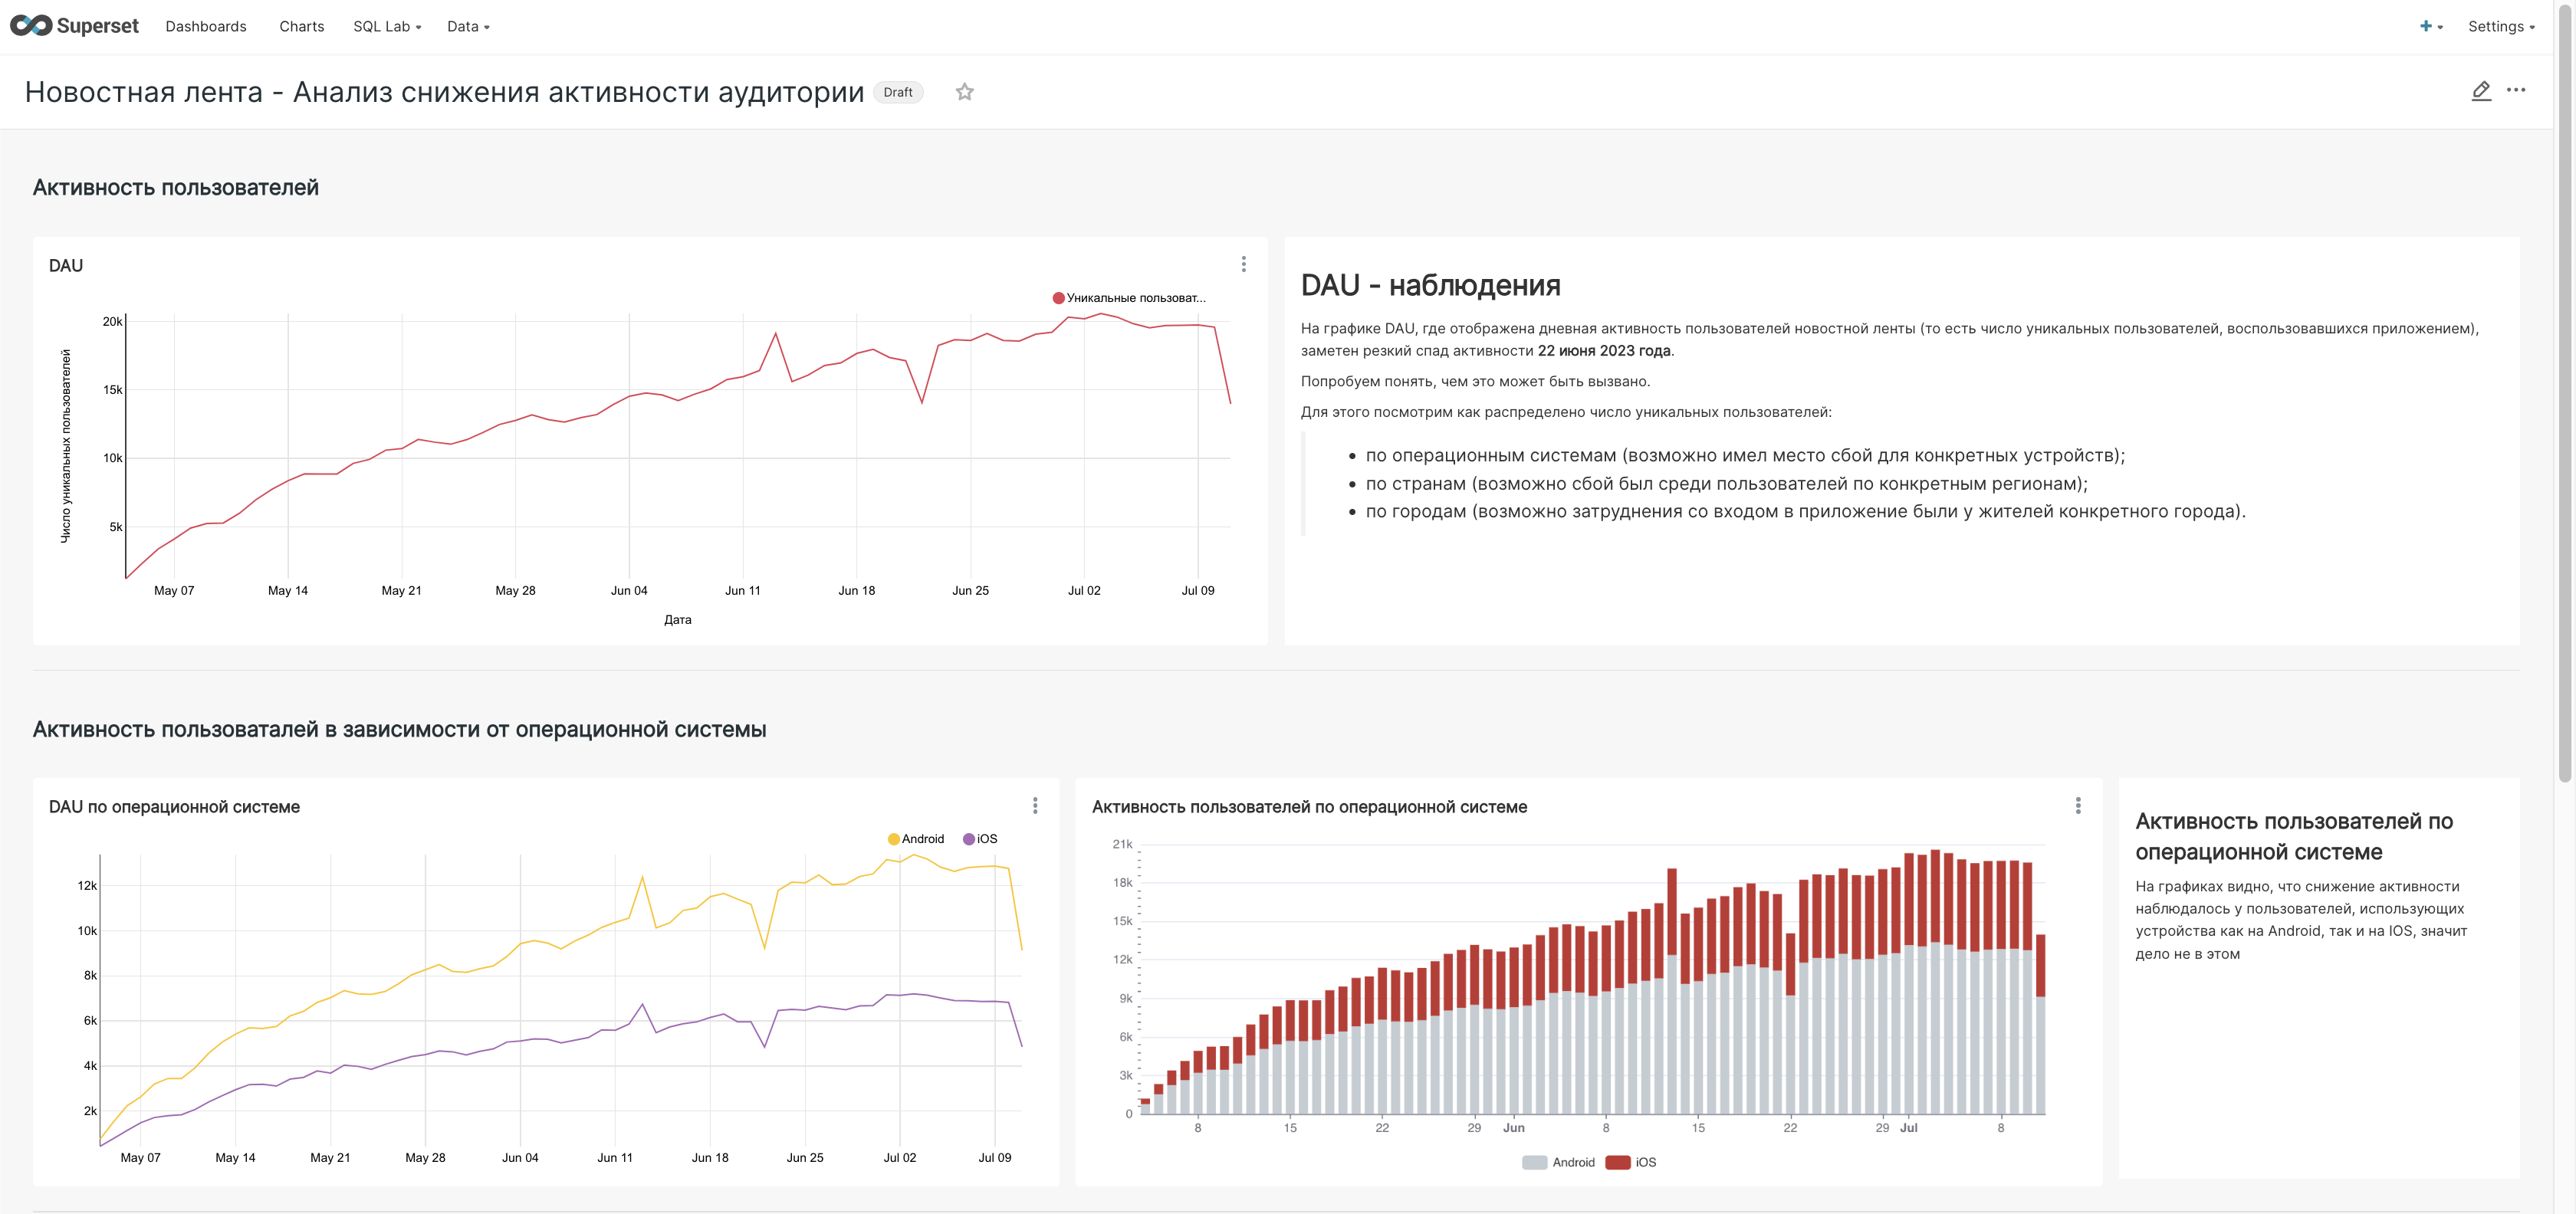 Superset Dashboards Charts SQL Lab Data Settings
Новостная лента - Анализ снижения активности аудитории Draft
Активность пользователей
DAU
Уникальные пользоват...
20k
15k
10k
5k
Число уникальных пользователей
May 07 May 14 May 21 May 28 Jun 04 Jun 11 Jun 18 Jun 25 Jul 02 Jul 09
Дата
DAU - наблюдения
На графике DAU, где отображена дневная активность пользователей новостной ленты (то есть число уникальных пользователей, воспользовавшихся приложением),
заметен резкий спад активности 22 июня 2023 года.
Попробуем понять, чем это может быть вызвано.
Для этого посмотрим как распределено число уникальных пользователей:
• по операционным системам (возможно имел место сбой для конкретных устройств);
• по странам (возможно сбой был среди пользователей по конкретным регионам);
• по городам (возможно затруднения со входом в приложение были у жителей конкретного города).
Активность пользоваталей в зависимости от операционной системы
DAU по операционной системе
Android iOS
12k
10k
8k
6k
4k
2k
May 07 May 14 May 21 May 28 Jun 04 Jun 11 Jun 18 Jun 25 Jul 02 Jul 09
Активность пользователей по операционной системе
21k
18k
15k
12k
9k
6k
3k
0
8 15 22 29 Jun 8 15 22 29 Jul 8
Android iOS
Активность пользователей по
операционной системе
На графиках видно, что снижение активности
наблюдалось у пользователей, использующих
устройства как на Android, так и на IOS, значит
дело не в этом